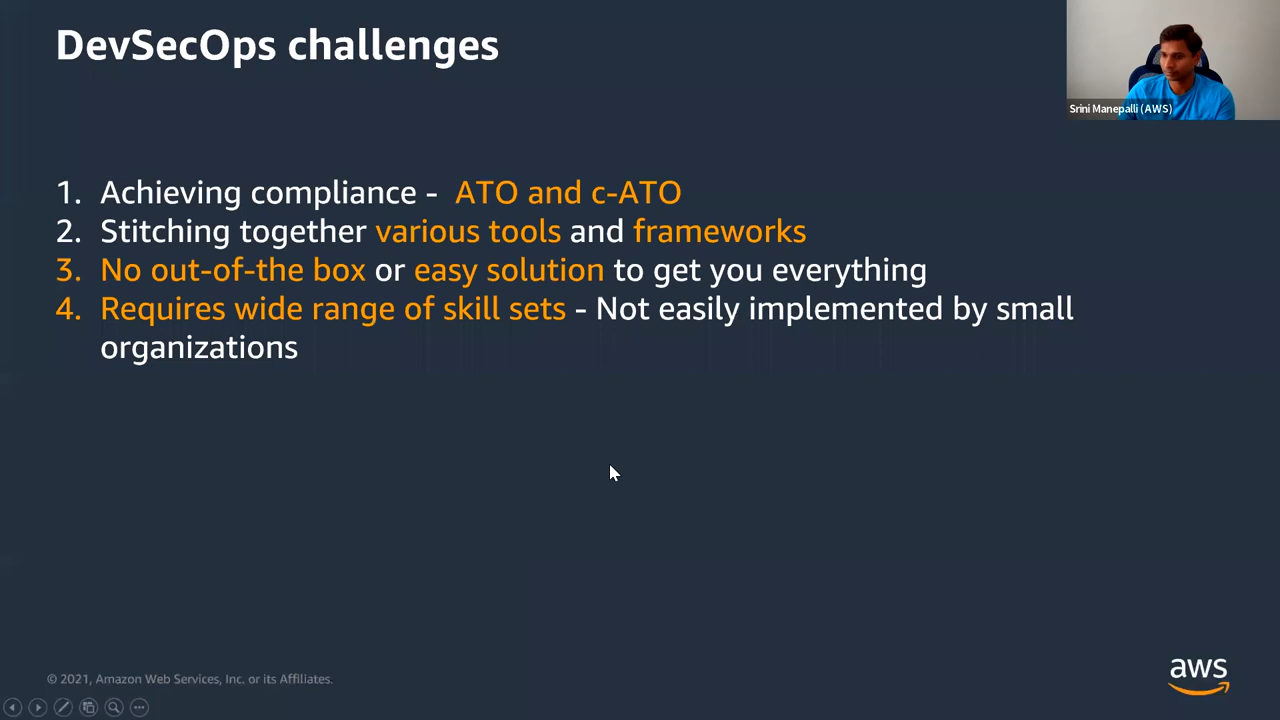 DevSecOps challenges
Srini Manepalli (AWS)
1. Achieving compliance - ATO and c-ATO
2. Stitching together various tools and frameworks
3. No out-of-the box or easy solution to get you everything
4. Requires wide range of skill sets - Not easily implemented by small
organizations
© 2021, Amazon Web Services, Inc. or its Affiliates.
aws